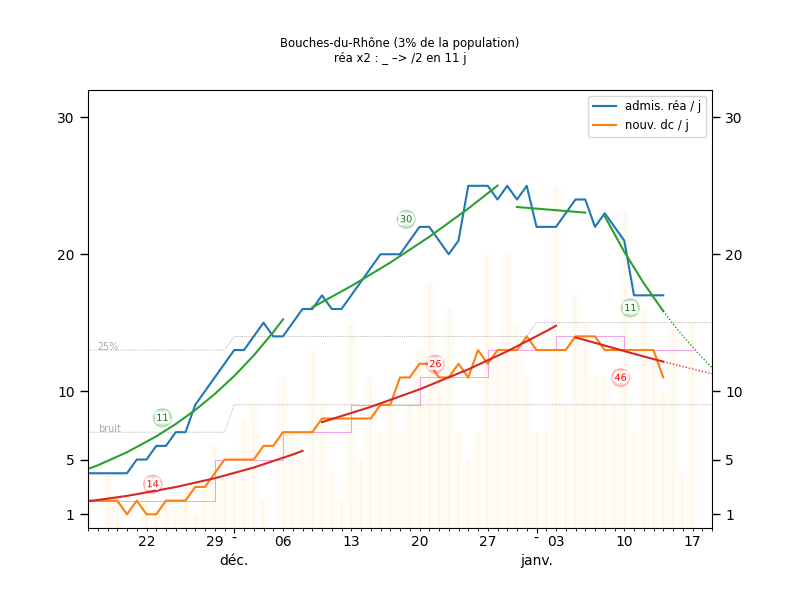 Bouches-du-Rhône (3% de la population)
réa x2 : _ –> /2 en 11 j
admis. réa / j
nouv. dc / j
30 30
30
20 20
25%
11
26
11
46
10 10
bruit
14
5 5
1 1
22 29 06 13 20 27 03 10 17
déc. janv.